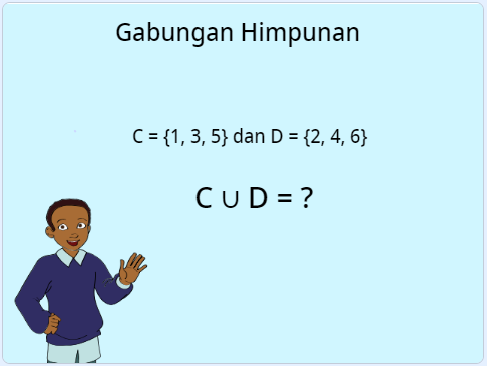 Gabungan Himpunan
C = {1, 3, 5} dan D = {2, 4, 6}
C ∪ D = ?